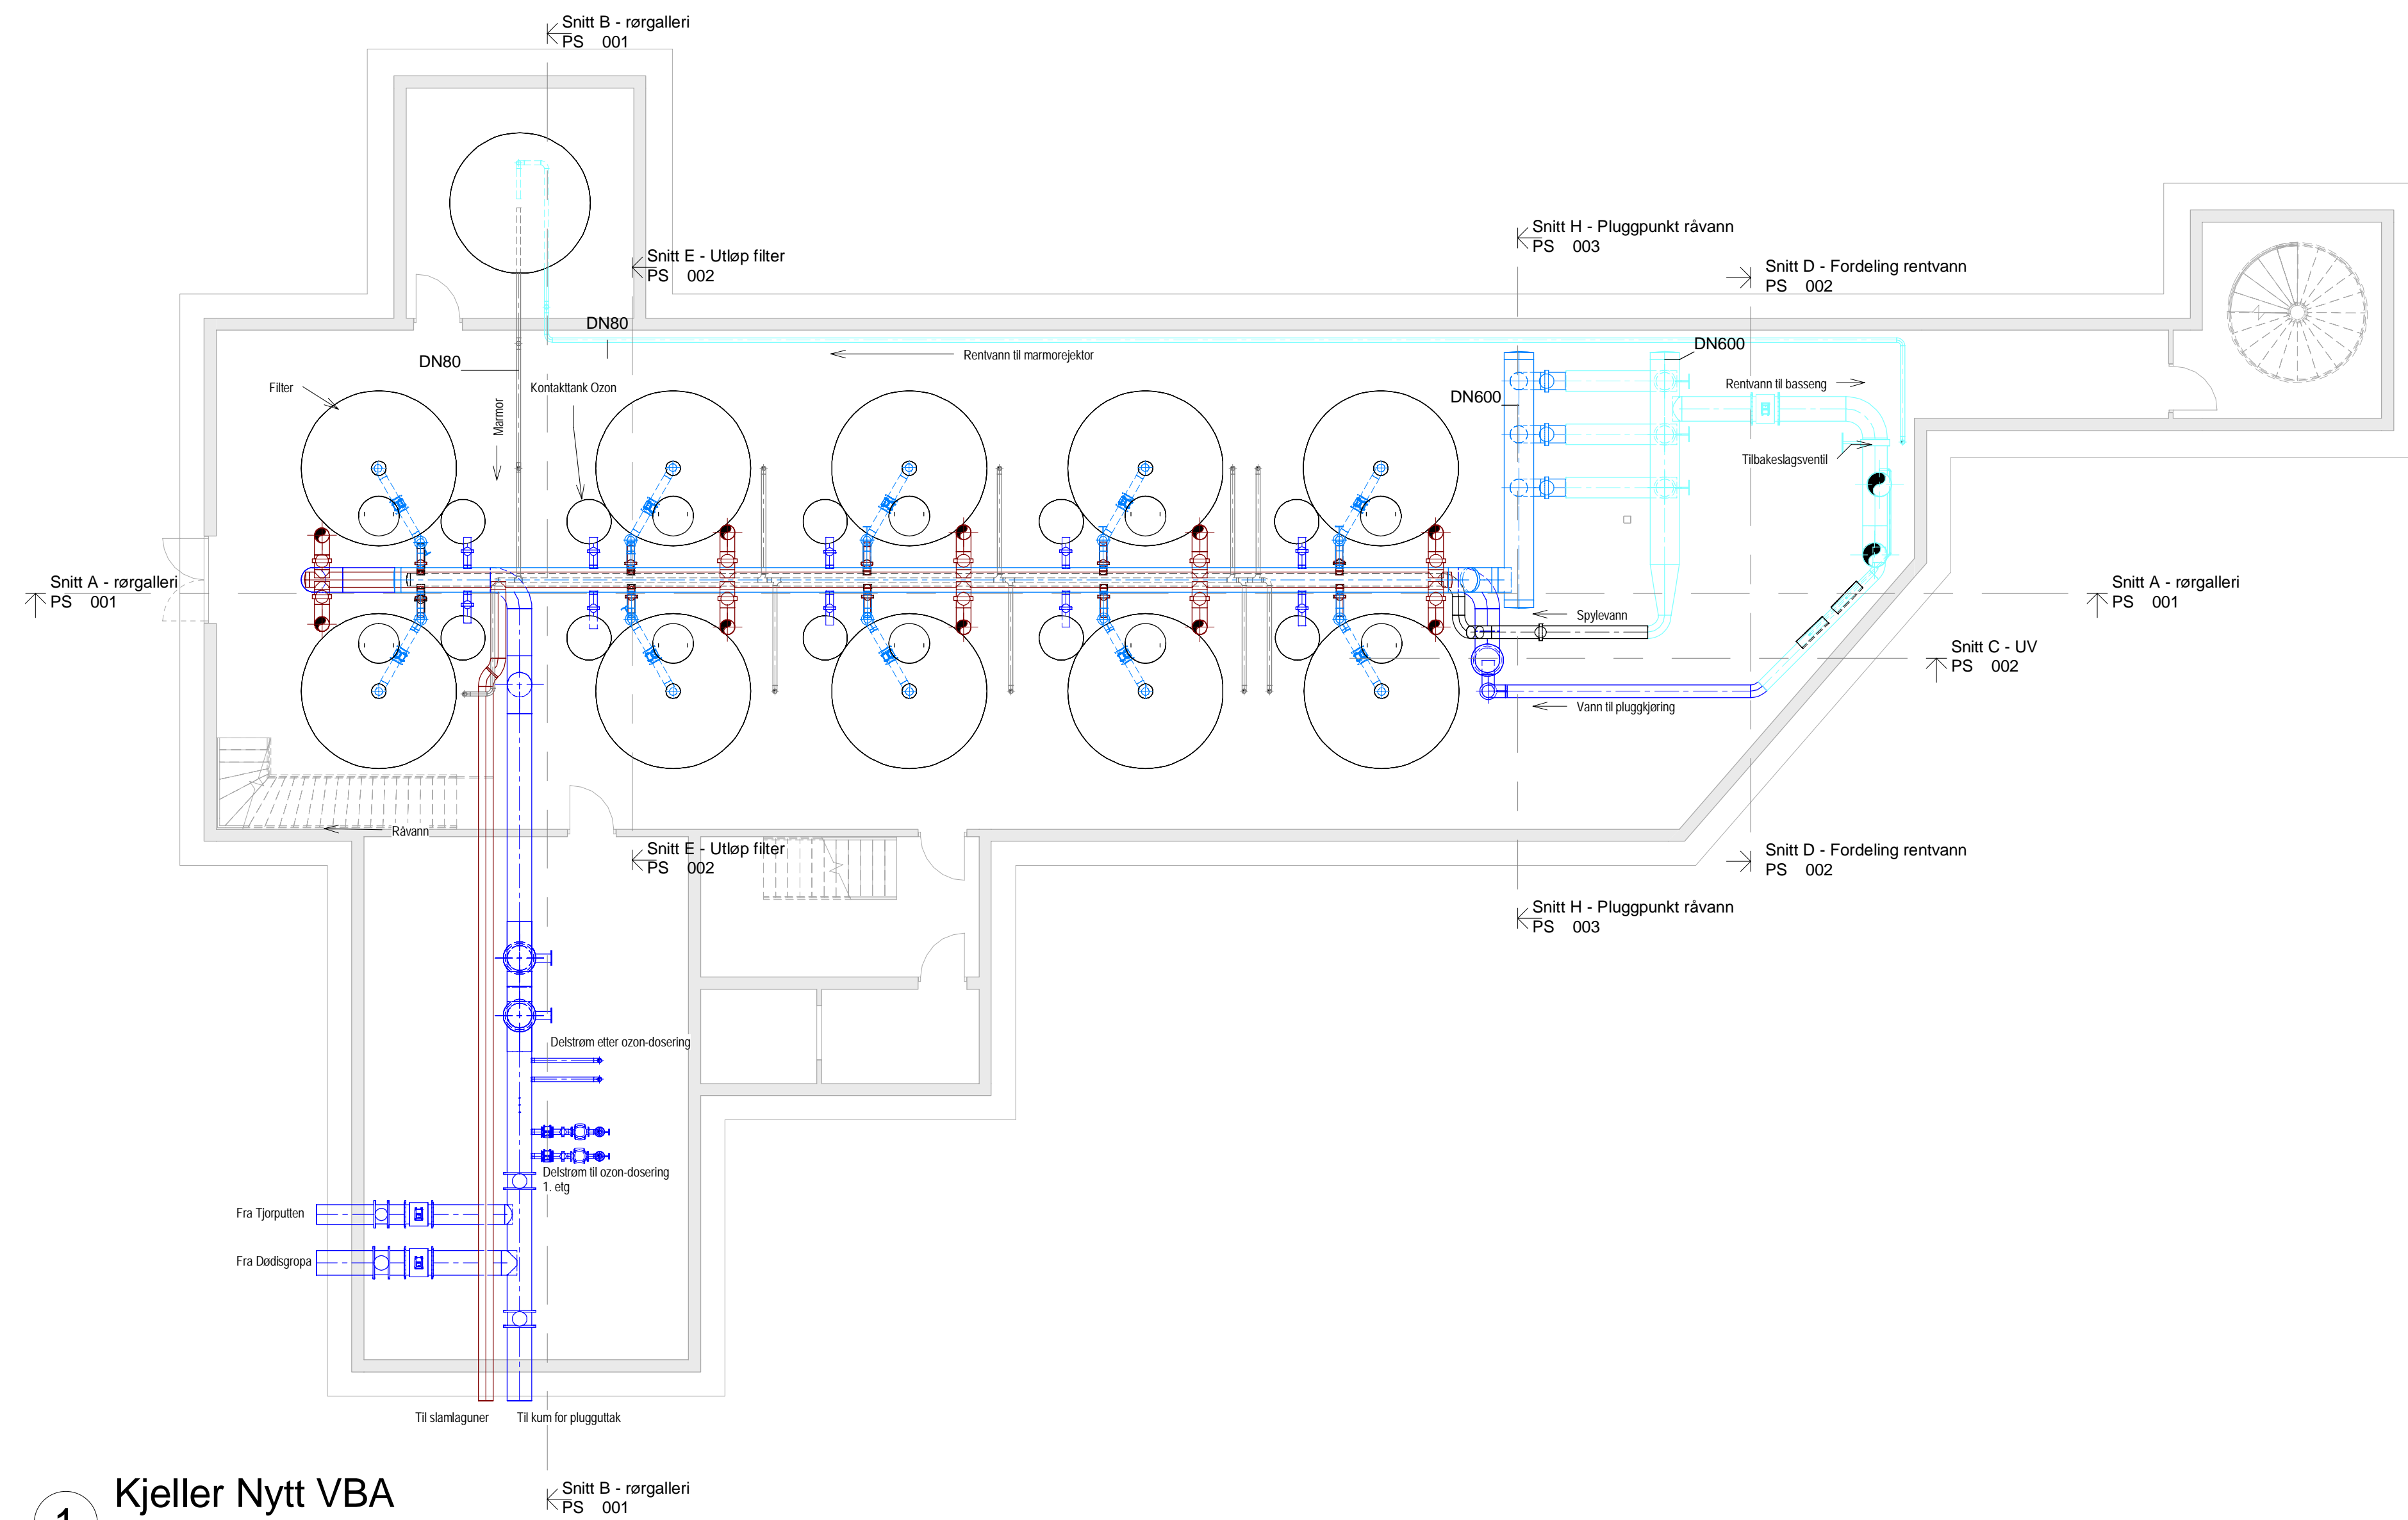 Snitt B - rørgalleri
PS 001
Snitt E - Utløp filter
PS 002
Snitt H - Pluggpunkt råvann
PS 003
Snitt D - Fordeling rentvann
PS 002
DN80
DN80
Rentvann til marmorejektor
DN600
Filter
Marmor
Kontakttank Ozon
DN600
Rentvann til basseng
Tilbakeslagsventil
Snitt A - rørgalleri
PS 001
Snitt A - rørgalleri
PS 001
Spylevann
Snitt C - UV
PS 002
Vann til pluggkjøring
Råvann
Snitt E - Utløp filter
PS 002
Snitt D - Fordeling rentvann
PS 002
Snitt H - Pluggpunkt råvann
PS 003
Delstrøm etter ozon-dosering
Delstrøm til ozon-dosering
1. etg
Fra Tjorputten
Fra Dødisgropa
Til slamlaguner
Til kum for plugguttak
Snitt B - rørgalleri
PS 001
1
Kjeller Nytt VBA